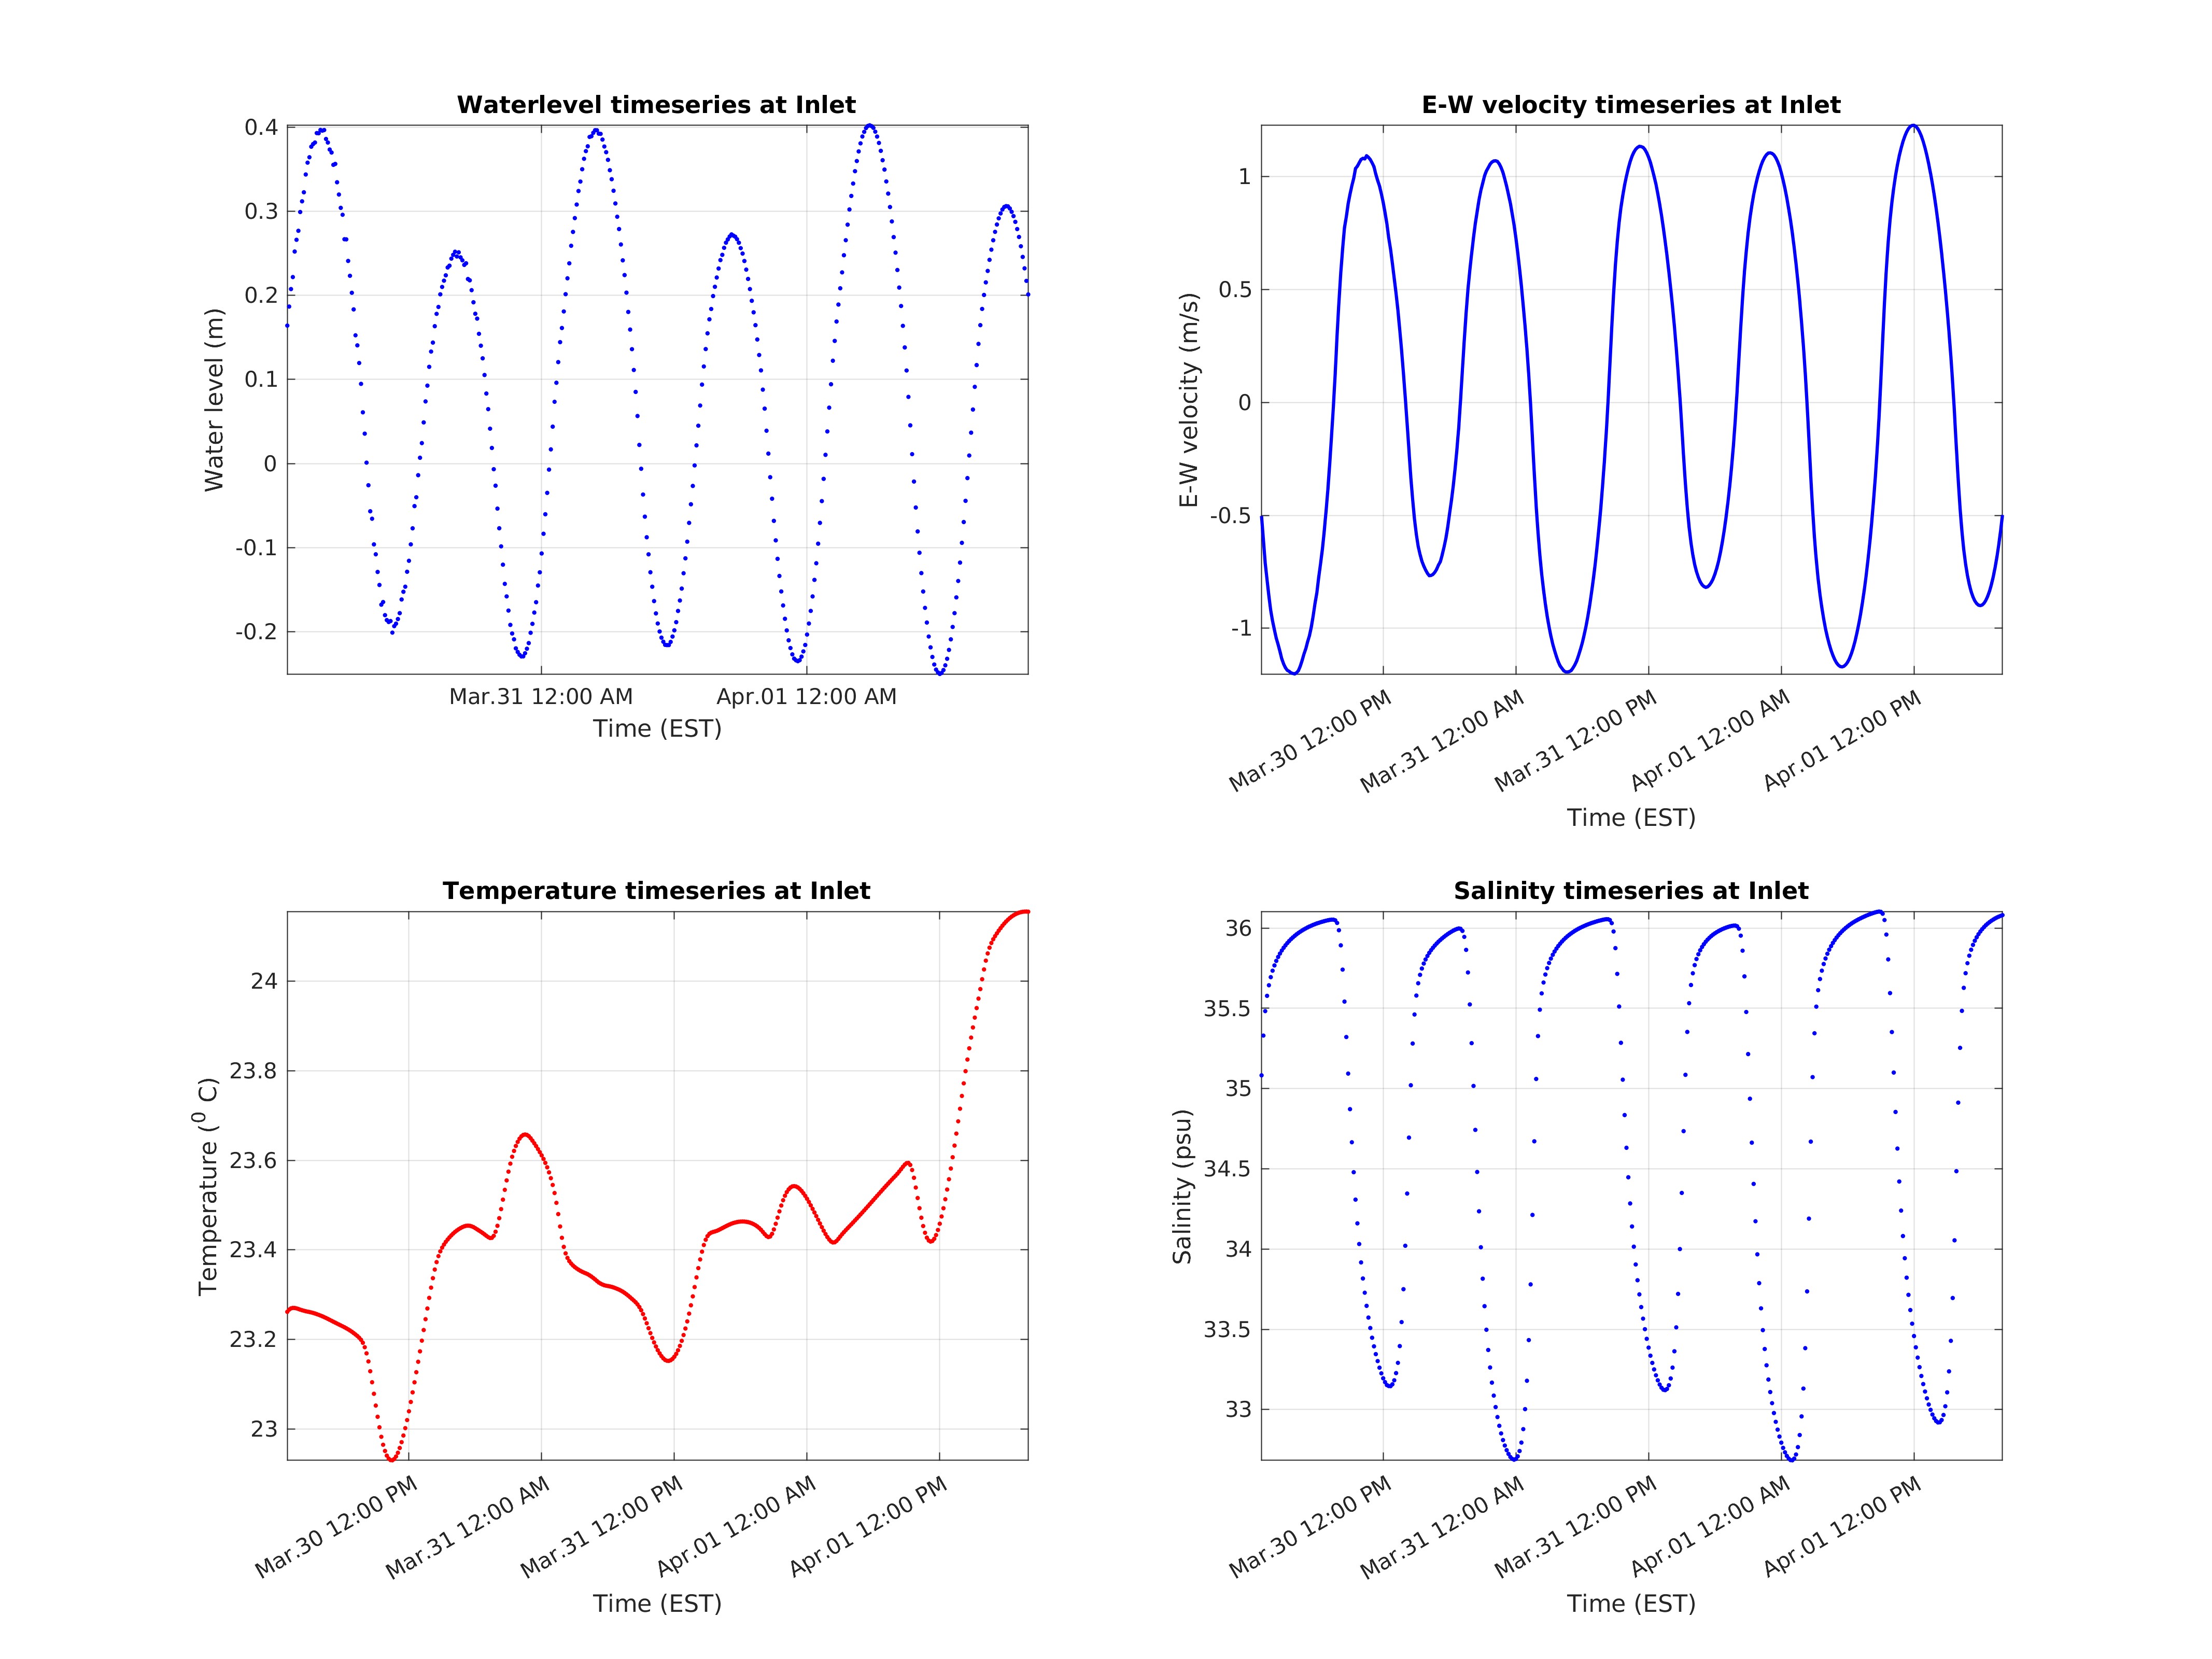 Waterlevel timeseries at Inlet
0.4
0.3
0.2
0.1
0
-0.1
-0.2
Water level (m)
Mar.31 12:00 AM
Apr.01 12:00 AM
Time (EST)
E-W velocity timeseries at Inlet
1
0.5
0
-0.5
-1
E-W velocity (m/s)
Mar.30 12:00 PM
Mar.31 12:00 AM
Mar.31 12:00 PM
Apr.01 12:00 AM
Apr.01 12:00 PM
Time (EST)
Temperature timeseries at Inlet
24
23.8
23.6
23.4
23.2
23
Temperature (⁰ C)
Mar.30 12:00 PM
Mar.31 12:00 AM
Mar.31 12:00 PM
Apr.01 12:00 AM
Apr.01 12:00 PM
Time (EST)
Salinity timeseries at Inlet
36
35.5
35
34.5
34
33.5
33
Salinity (psu)
Mar.30 12:00 PM
Mar.31 12:00 AM
Mar.31 12:00 PM
Apr.01 12:00 AM
Apr.01 12:00 PM
Time (EST)